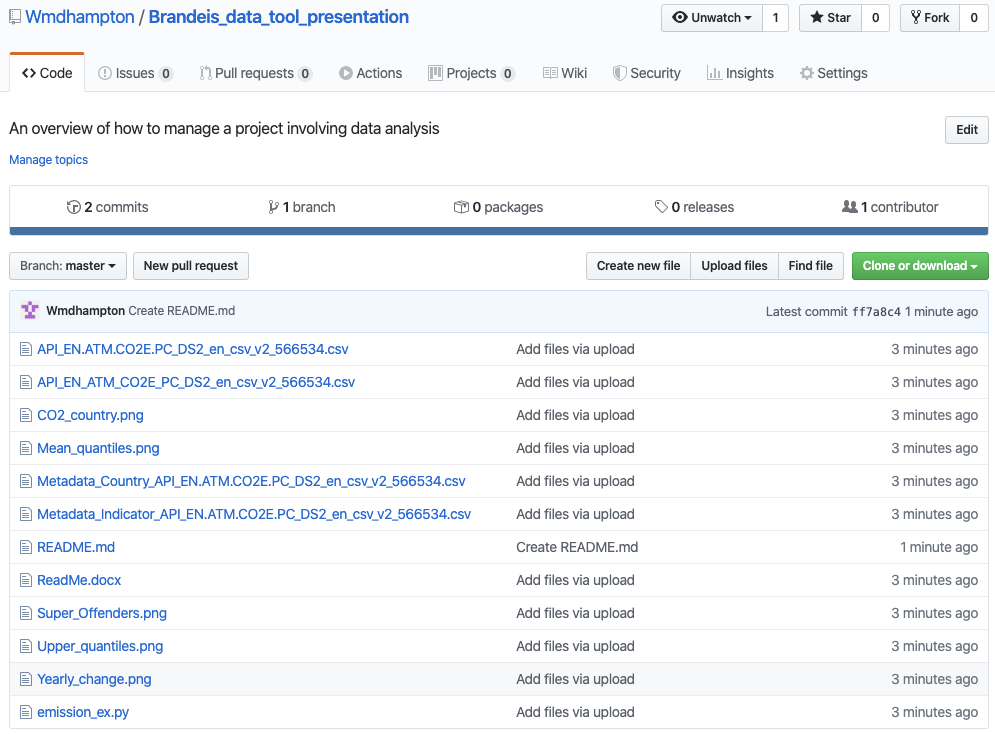 Wmdhampton / Brandeis_data_tool_presentation
Unwatch 1 Star 0 Fork 0
Code Issues 0 Pull requests 0 Actions Projects 0 Wiki Security Insights Settings
An overview of how to manage a project involving data analysis
Edit
Manage topics
2 commits 1 branch 0 packages 0 releases 1 contributor
Branch: master New pull request Create new file Upload files Find file Clone or download
Wmdhampton Create README.md Latest commit ff7a8c4 1 minute ago
API_EN.ATM.CO2E.PC_DS2_en_csv_v2_566534.csv Add files via upload 3 minutes ago
API_EN_ATM_CO2E_PC_DS2_en_csv_v2_566534.csv Add files via upload 3 minutes ago
CO2_country.png Add files via upload 3 minutes ago
Mean_quantiles.png Add files via upload 3 minutes ago
Metadata_Country_API_EN.ATM.CO2E.PC_DS2_en_csv_v2_566534.csv Add files via upload 3 minutes ago
Metadata_Indicator_API_EN.ATM.CO2E.PC_DS2_en_csv_v2_566534.csv Add files via upload 3 minutes ago
README.md Create README.md 1 minute ago
ReadMe.docx Add files via upload 3 minutes ago
Super_Offenders.png Add files via upload 3 minutes ago
Upper_quantiles.png Add files via upload 3 minutes ago
Yearly_change.png Add files via upload 3 minutes ago
emission_ex.py Add files via upload 3 minutes ago